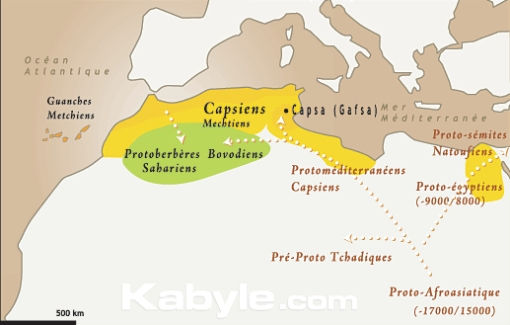 Océan
Atlantique
Guanches
Metchiens
Capsiens
Mechtiens
Capsa (Gafsa)
Mer
Méditerranée
Proto-sémites
Natoufiens
Protoberbères
Sahariens
Bovodiens
Protoméditerranéens
Capsiens
Proto-égyptiens
(-9000/8000)
Pré-Proto Tchadiques
Proto-Afroasiatique
(-17000/15000)
Kabyle.com
500 km